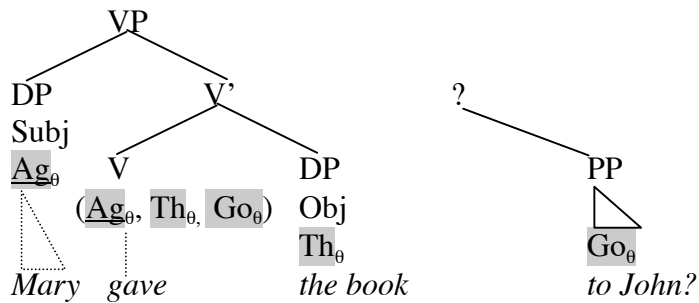 VP
DP V’ ?
Subj
Agθ V DP PP
(Agθ, Thθ, Goθ) Obj
Thθ Goθ
Mary gave the book to John?